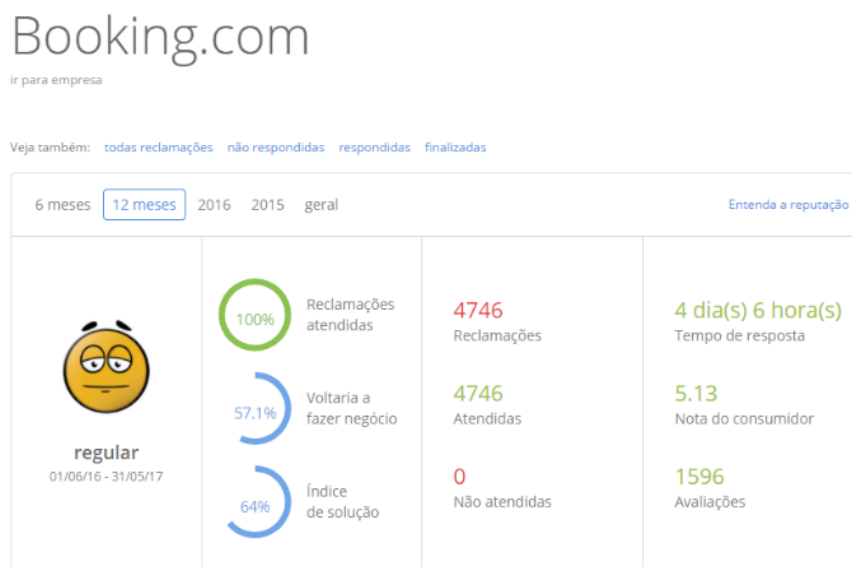 Booking.com
ir para empresa
Veja também: todas reclamações não respondidas respondidas finalizadas
6 meses 12 meses 2016 2015 geral Entenda a reputação
regular
01/06/16 - 31/05/17
100%
Reclamações
atendidas
57.1%
Voltaria a
fazer negócio
64%
Índice
de solução
4746
Reclamações
4746
Atendidas
0
Não atendidas
4 dia(s) 6 hora(s)
Tempo de resposta
5.13
Nota do consumidor
1596
Avaliações